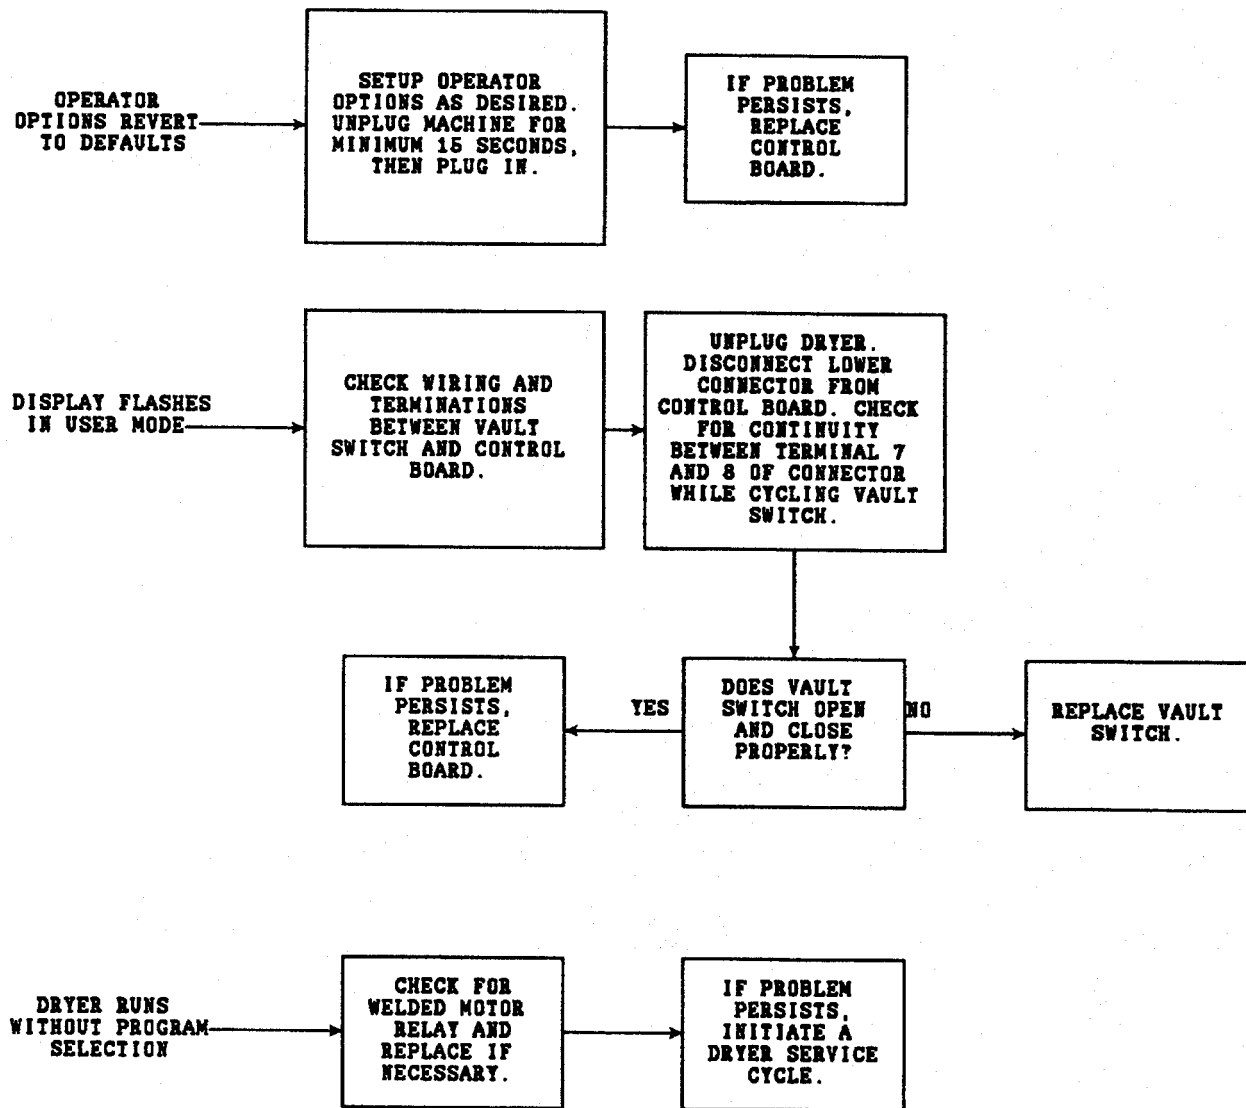 OPERATOR
OPTIONS REVERT
TO DEFAULTS
SETUP OPERATOR
OPTIONS AS DESIRED.
UNPLUG MACHINE FOR
MINIMUM 15 SECONDS,
THEN PLUG IN.
IF PROBLEM
PERSISTS,
REPLACE
CONTROL
BOARD.
DISPLAY FLASHES
IN USER MODE
CHECK WIRING AND
TERMINATIONS
BETWEEN VAULT
SWITCH AND CONTROL
BOARD.
UNPLUG DRYER.
DISCONNECT LOWER
CONNECTOR FROM
CONTROL BOARD. CHECK
FOR CONTINUITY
BETWEEN TERMINAL 7
AND 8 OF CONNECTOR
WHILE CYCLING VAULT
SWITCH.
IF PROBLEM
PERSISTS,
REPLACE
CONTROL
BOARD.
YES
DOES VAULT
SWITCH OPEN
AND CLOSE
PROPERLY?
NO
REPLACE VAULT
SWITCH.
DRYER RUNS
WITHOUT PROGRAM
SELECTION
CHECK FOR
WELDED MOTOR
RELAY AND
REPLACE IF
NECESSARY.
IF PROBLEM
PERSISTS,
INITIATE A
DRYER SERVICE
CYCLE.